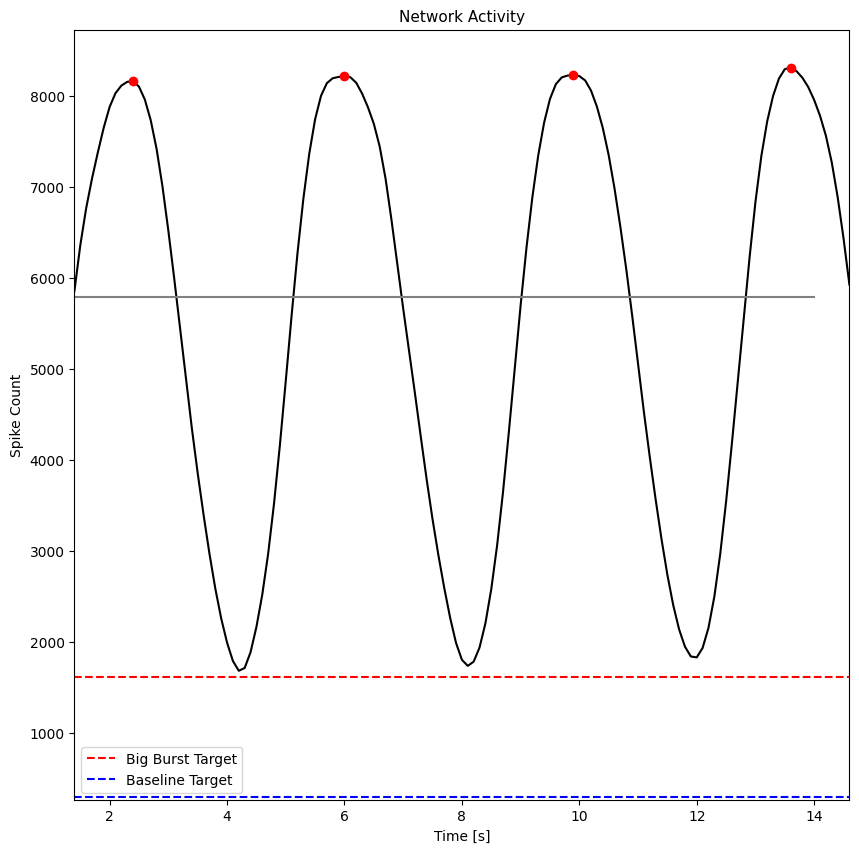 Network Activity
Spike Count
8000
7000
6000
5000
4000
3000
2000
1000
Big Burst Target
Baseline Target
2 4 6 8 10 12 14
Time [s]